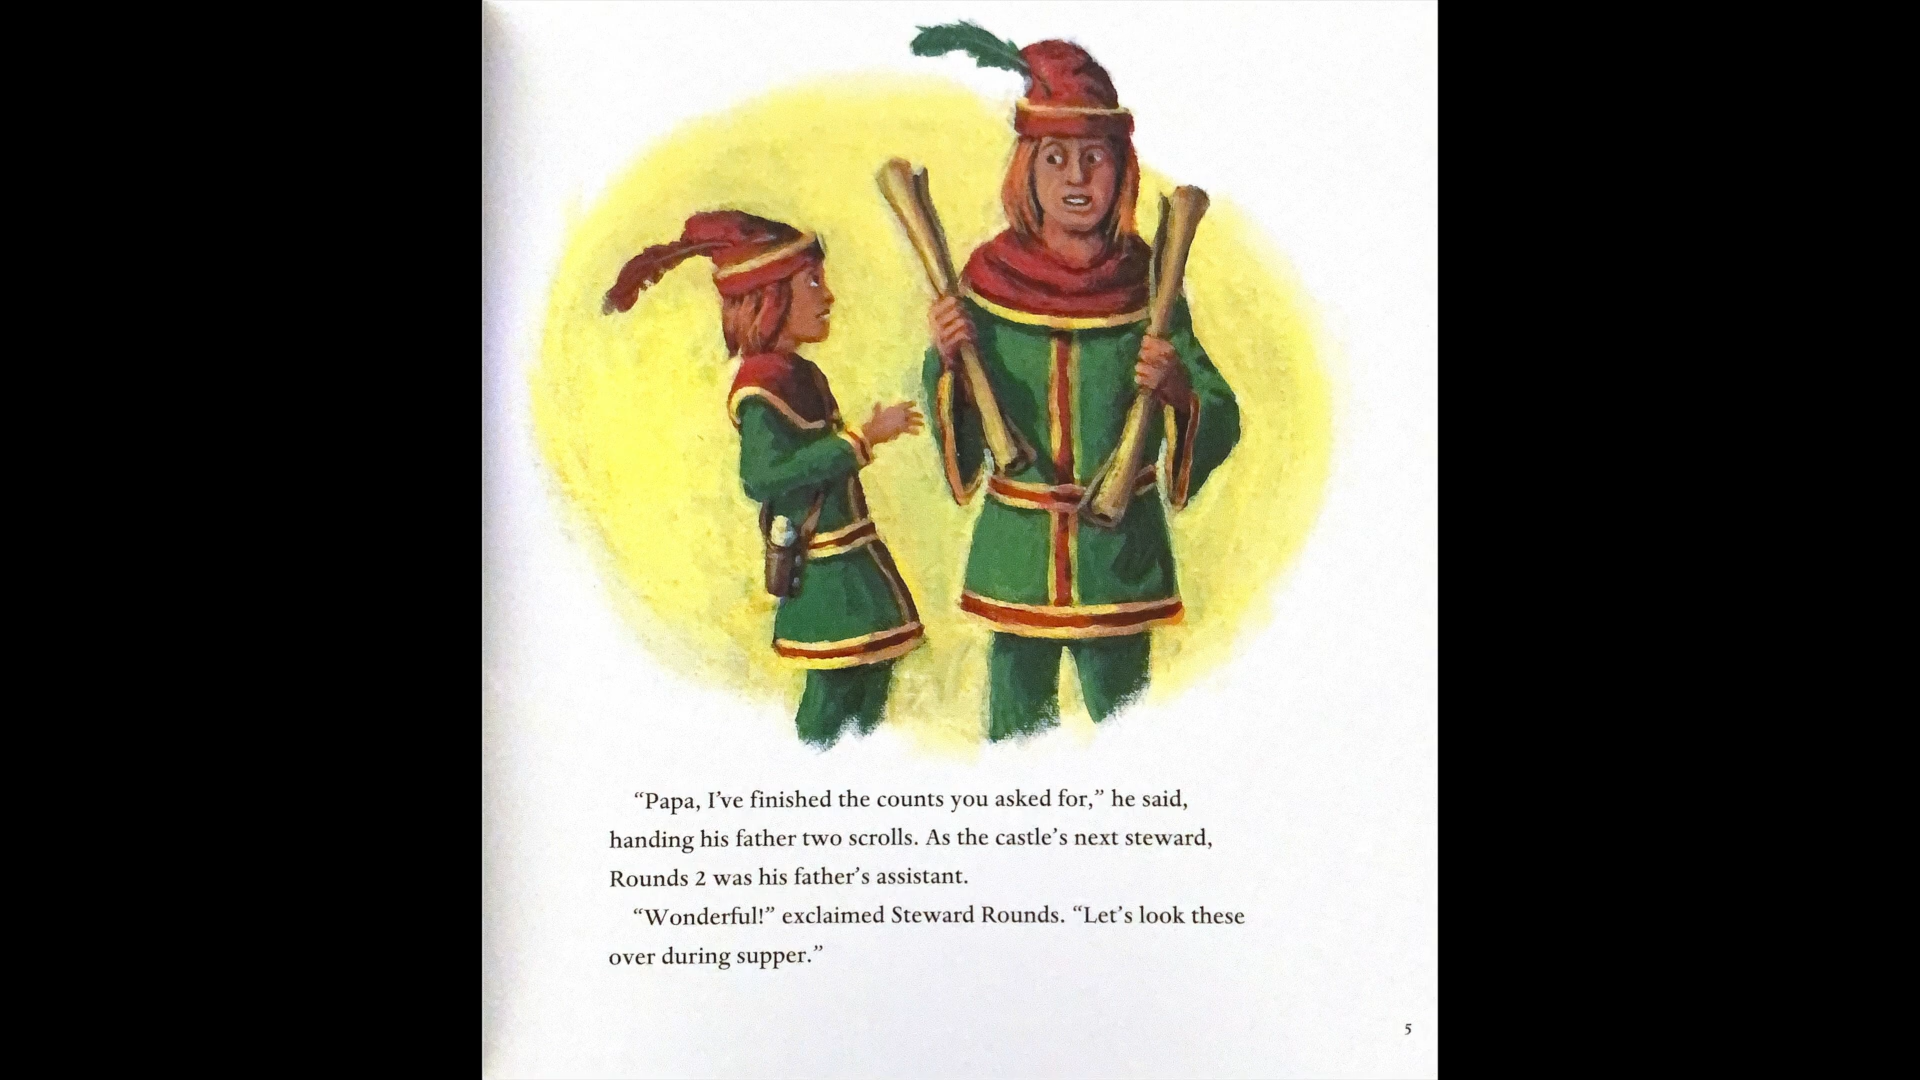 “Papa, I’ve finished the counts you asked for,” he said,
handing his father two scrolls. As the castle’s next steward,
Rounds 2 was his father’s assistant.
“Wonderful!” exclaimed Steward Rounds. “Let’s look these
over during supper.”
5